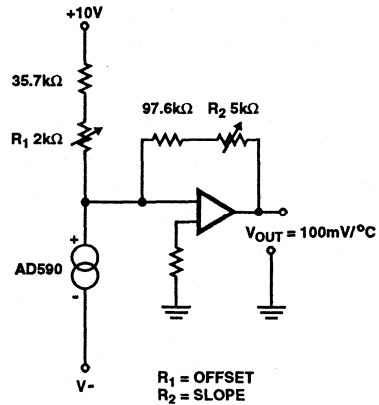 +10V
35.7kΩ
R1 2kΩ
97.6kΩ
R2 5kΩ
VOUT = 100mV/°C
+
AD590
-
V-
R1 = OFFSET
R2 = SLOPE